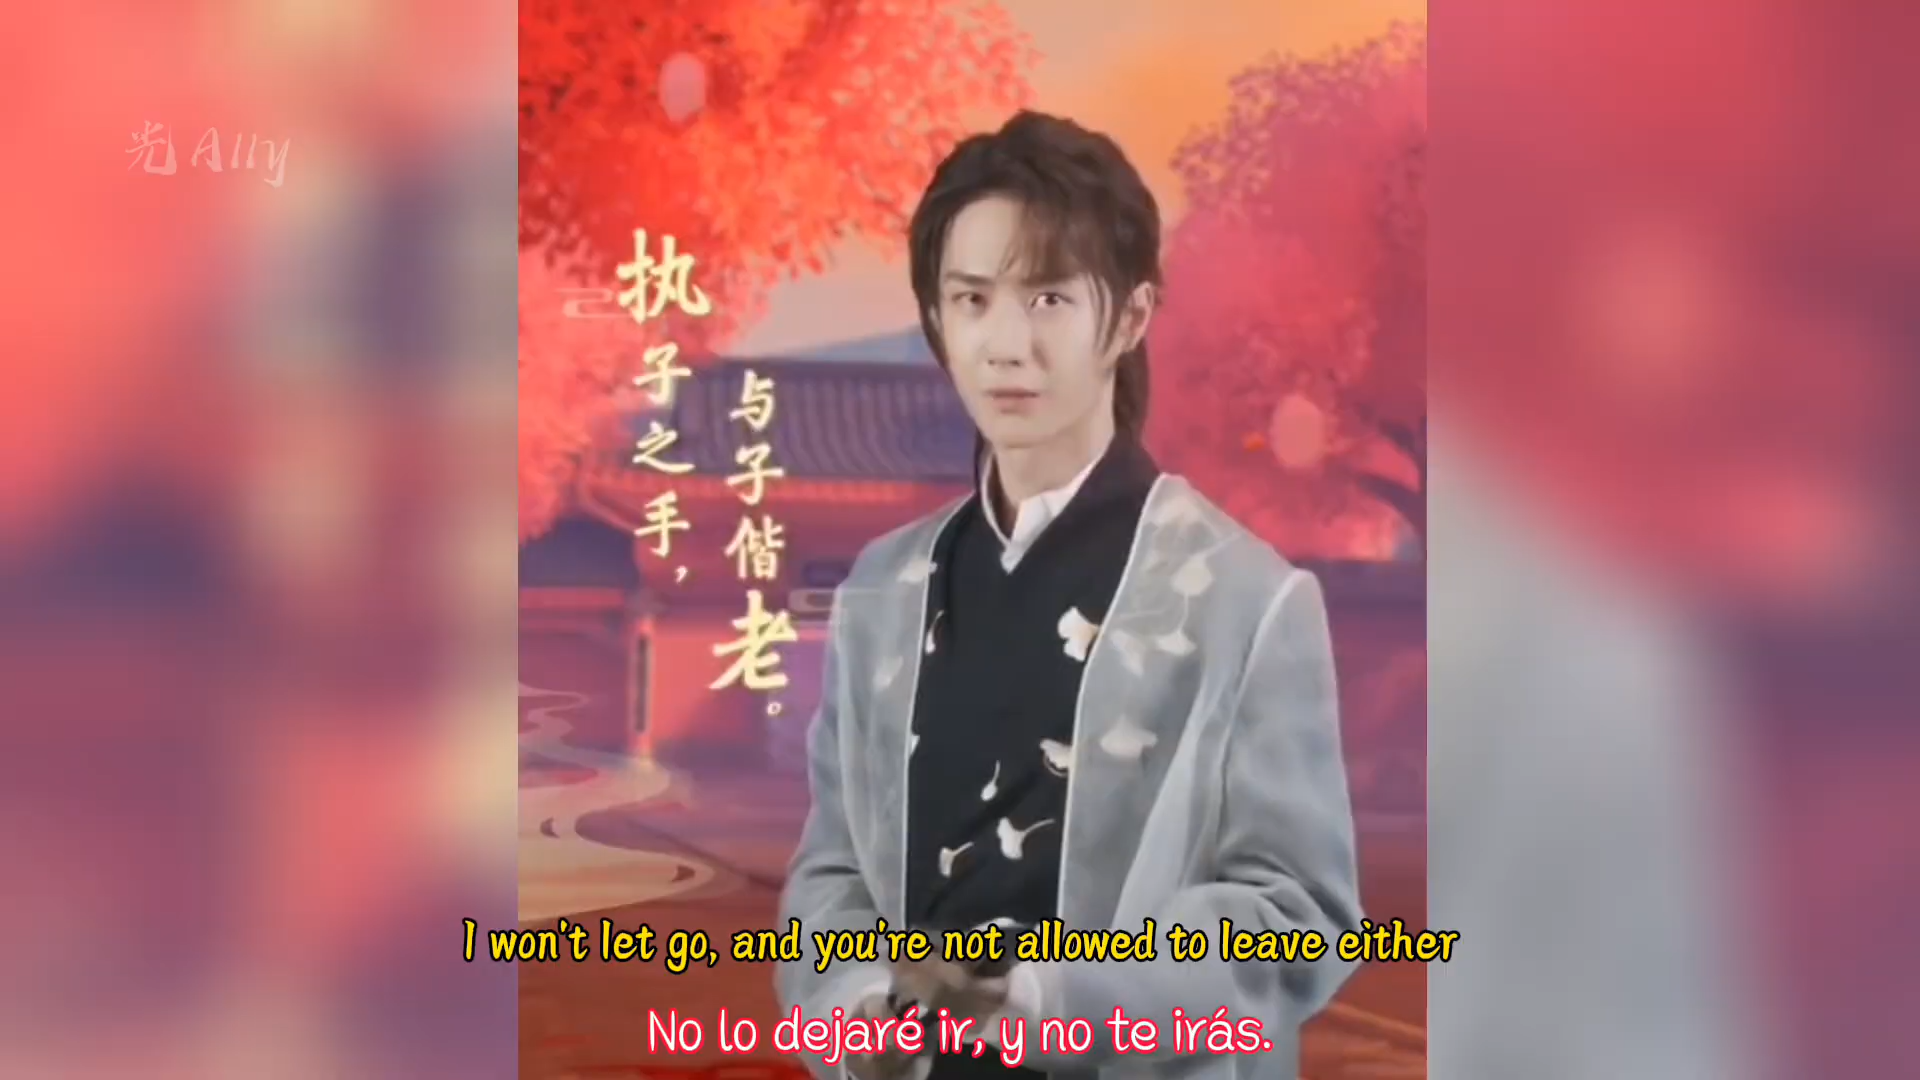 光 Ally
执子之手，
与子偕老。
I won't let go, and you're not allowed to leave either
No lo dejaré ir, y no te irás.